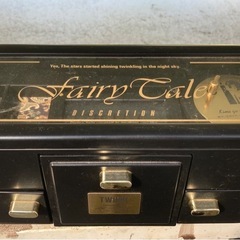 Yes. The stars started shining twinkling in the night sky.
Fairy Tale
DISCRETION